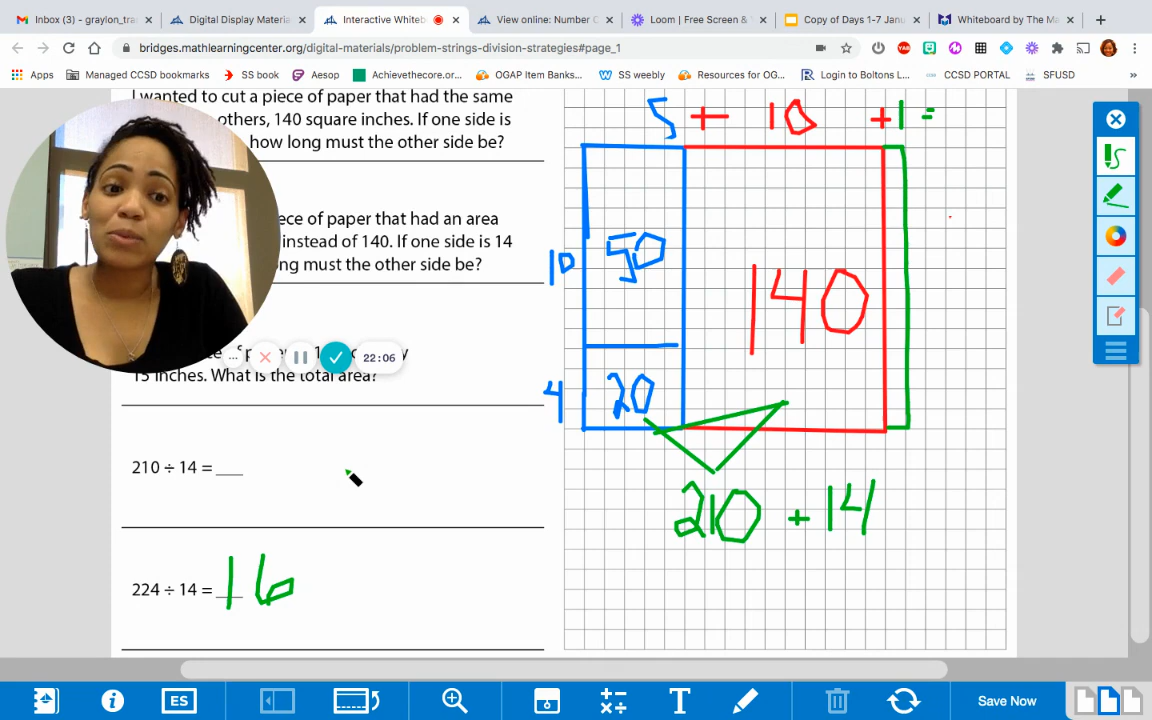 Inbox (3) - graylon_tra
Digital Display Materia
Interactive Whiteb
View online: Number C
Loom | Free Screen &
Copy of Days 1-7 Janu
Whiteboard by The Ma
bridges.mathlearningcenter.org/digital-materials/problem-strings-division-strategies#page_1
Apps
Managed CCSD bookmarks
SS book
Aesop
Achievethecore.org...
OGAP Item Banks...
SS weekly
Resources for OG...
Login to Boltons L...
CCSD PORTAL
SFUSD
»
I wanted to cut a piece of paper that had the same
others, 140 square inches. If one side is
how long must the other side be?
ece of paper that had an area
instead of 140. If one side is 14
ng must the other side be?
15 inches. What is the total area?
210 ÷ 14 = __
224 ÷ 14 = 16
5 + 10 + 1 =
10
50
140
4
20
210 + 14
22:06
ES
T
Save Now